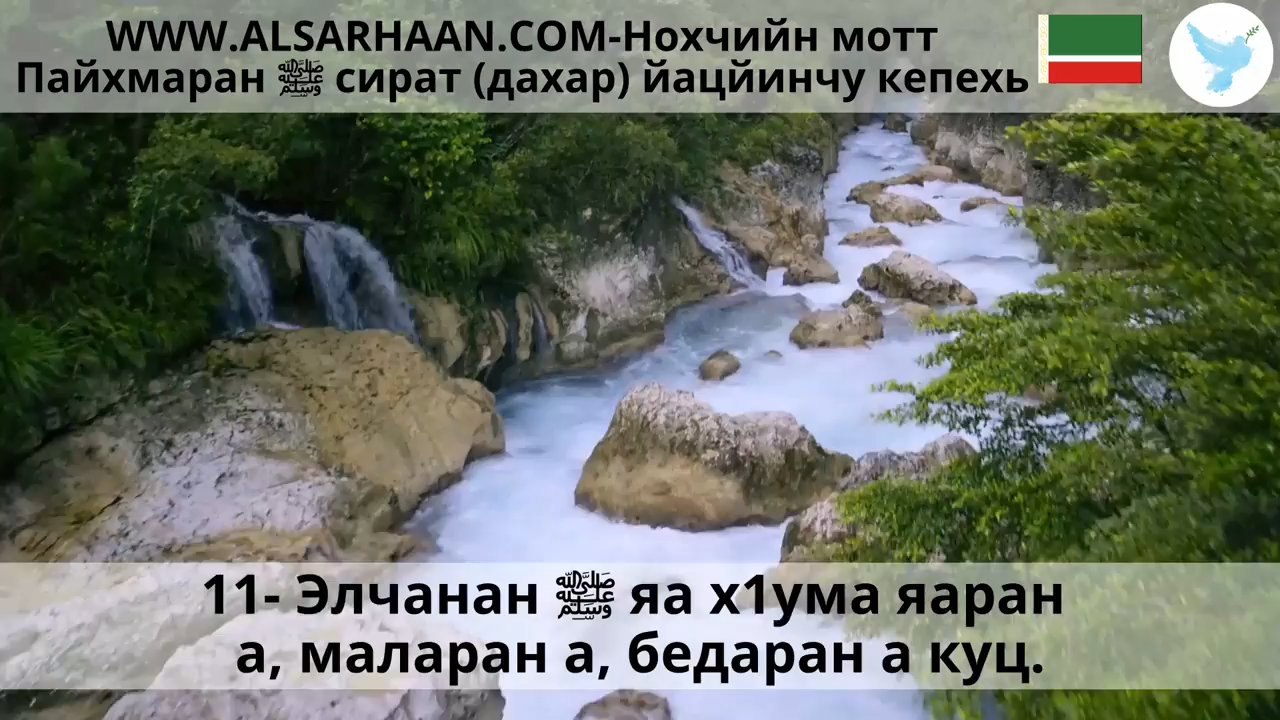 WWW.ALSARHAAN.COM-Нохчийн мотт
Пайхмаран ﷺ сират (дахар) йацйинчу кепехь
11- Элчанан ﷺ яа х1ума яаран
а, маларан а, бедаран а куц.